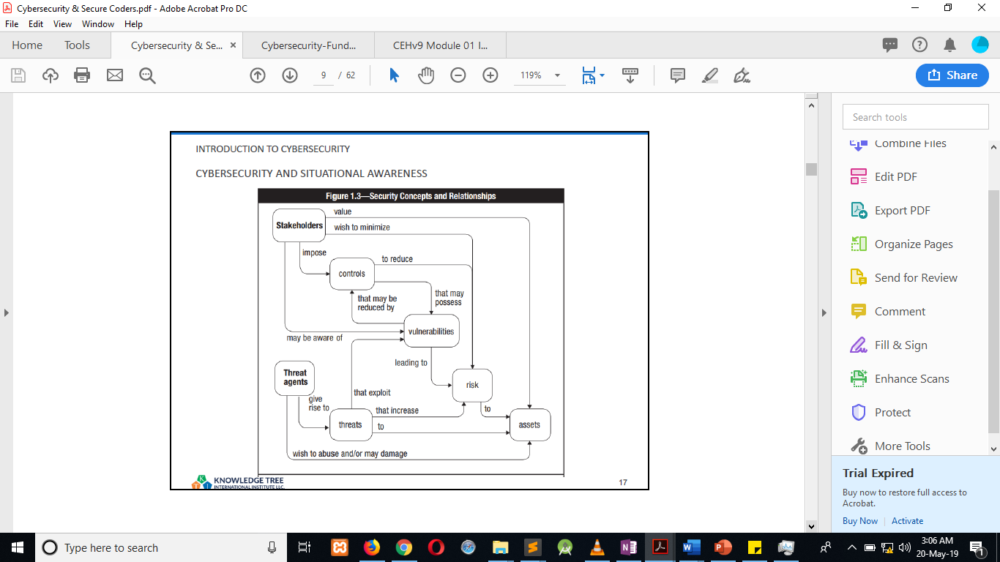 Cybersecurity & Secure Coders.pdf - Adobe Acrobat Pro DC
File Edit View Window Help
Home Tools Cybersecurity & Se... × Cybersecurity-Fund... CEHv9 Module 01 I...
9 / 62 119% Share
Search tools
Combine Files
Edit PDF
Export PDF
Organize Pages
Send for Review
Comment
Fill & Sign
Enhance Scans
Protect
More Tools
Trial Expired
Buy now to restore full access to
Acrobat.
Buy Now Activate
INTRODUCTION TO CYBERSECURITY
CYBERSECURITY AND SITUATIONAL AWARENESS
Figure 1.3—Security Concepts and Relationships
Stakeholders
value
wish to minimize
impose
controls
to reduce
that may be
reduced by
that may
possess
vulnerabilities
may be aware of
leading to
Threat
agents
risk
give
rise to
that exploit
threats
that increase
to
to
assets
wish to abuse and/or may damage
KNOWLEDGE TREE
INTERNATIONAL INSTITUTE LLC.
17
Type here to search
3:06 AM
20-May-19
1